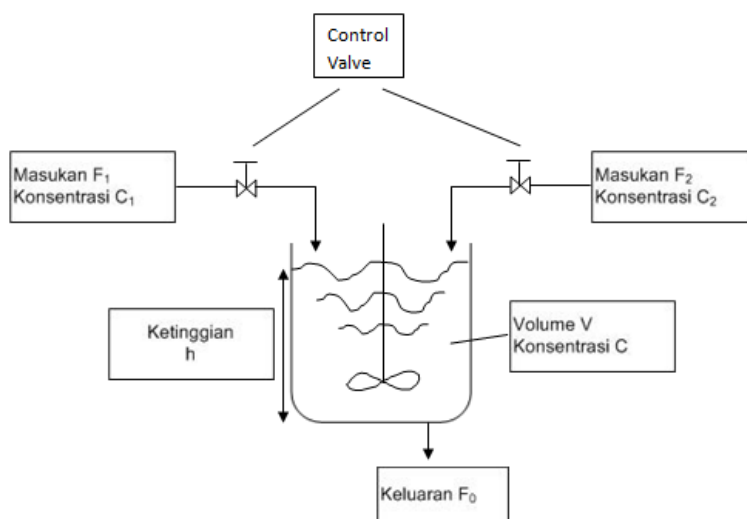 Control
Valve
Masukan F₁
Konsentrasi C₁
Masukan F₂
Konsentrasi C₂
Ketinggian
h
Volume V
Konsentrasi C
Keluaran F₀